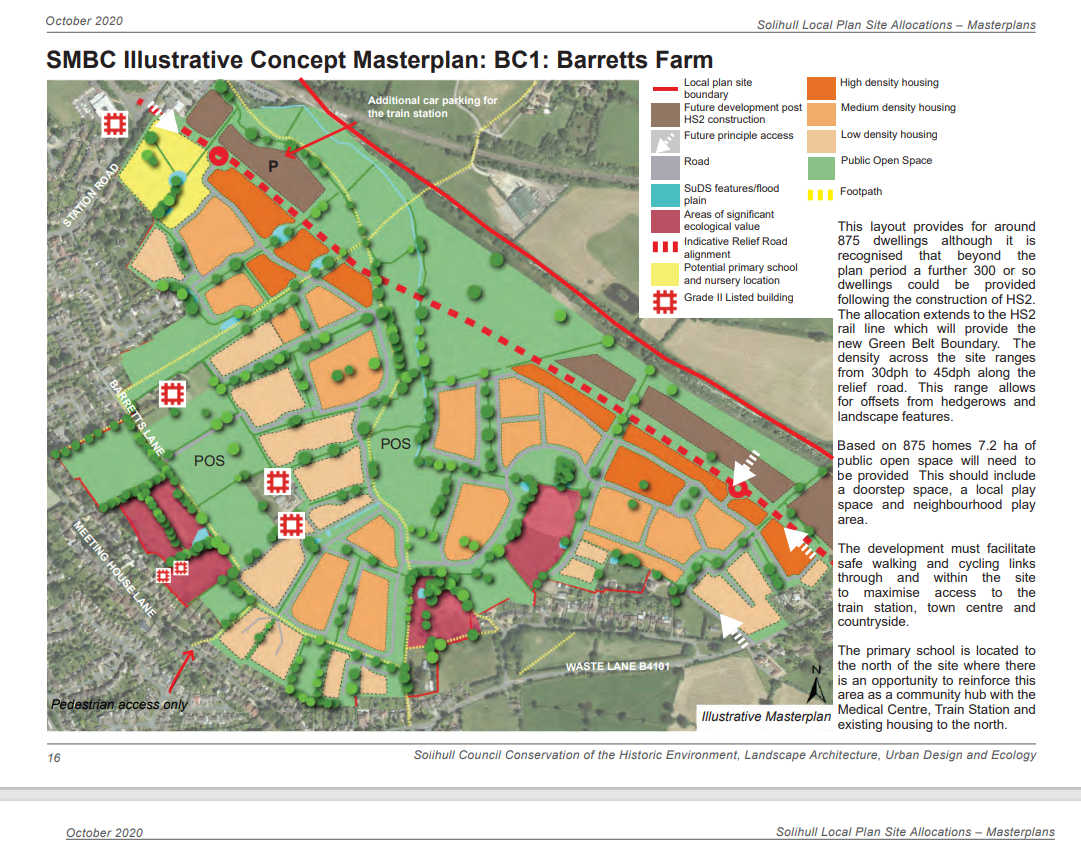 October 2020
Solihull Local Plan Site Allocations – Masterplans
SMBC Illustrative Concept Masterplan: BC1: Barretts Farm
Additional car parking for
the train station
P
STATION ROAD
BARRETTS LANE
POS
POS
MEETING HOUSE LANE
WASTE LANE B4101
Pedestrian access only
N
Illustrative Masterplan
Local plan site
boundary
Future development post
HS2 construction
Future principle access
Road
SuDS features/flood
plain
Areas of significant
ecological value
Indicative Relief Road
alignment
Potential primary school
and nursery location
Grade II Listed building
High density housing
Medium density housing
Low density housing
Public Open Space
Footpath
This layout provides for around
875 dwellings although it is
recognised that beyond the
plan period a further 300 or so
dwellings could be provided
following the construction of HS2.
The allocation extends to the HS2
rail line which will provide the
new Green Belt Boundary. The
density across the site ranges
from 30dph to 45dph along the
relief road. This range allows
for offsets from hedgerows and
landscape features.
Based on 875 homes 7.2 ha of
public open space will need to
be provided This should include
a doorstep space, a local play
space and neighbourhood play
area.
The development must facilitate
safe walking and cycling links
through and within the site
to maximise access to the
train station, town centre and
countryside.
The primary school is located to
the north of the site where there
is an opportunity to reinforce this
area as a community hub with the
Medical Centre, Train Station and
existing housing to the north.
16
Solihull Council Conservation of the Historic Environment, Landscape Architecture, Urban Design and Ecology
October 2020
Solihull Local Plan Site Allocations – Masterplans